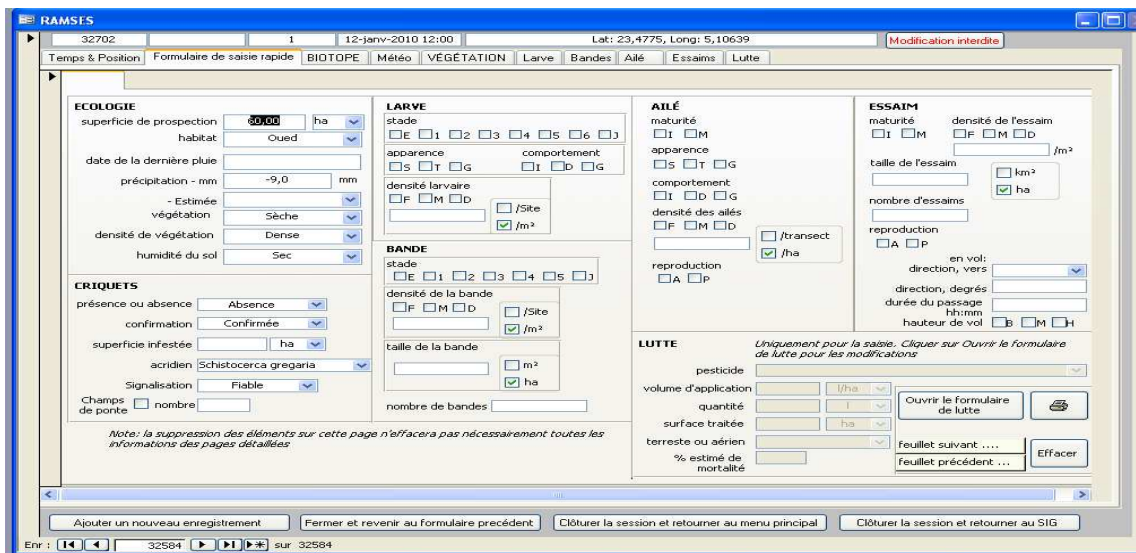 RAMSES
32702 1 12-janv-2010 12:00 Lat: 23,4775, Long: 5,10639 Modification interdite
Temps & Position Formulaire de saisie rapide BIOTOPE Météo VÉGÉTATION Larve Bandes Ailé Essaims Lutte
ECOLOGIE
superficie de prospection 60,00 ha
habitat Oued
date de la dernière pluie
précipitation - mm -9,0 mm
- Estimée
végétation Sèche
densité de végétation Dense
humidité du sol Sec
CRIQUETS
présence ou absence Absence
confirmation Confirmée
superficie infestée ha
acridien Schistocerca gregaria
Signalisation Fiable
Champs
de ponte nombre
LARVE
stade
E 1 2 3 4 5 6 J
apparence comportement
S T G I D G
densité larvaire
F M D
/Site
/m²
BANDE
stade
E 1 2 3 4 5 J
densité de la bande
F M D
/Site
/m²
taille de la bande
m²
ha
nombre de bandes
Note: la suppression des éléments sur cette page n'effacera pas nécessairement toutes les
informations des pages détaillées
AILÉ
maturité
I M
apparence
S T G
comportement
I D G
densité des ailés
F M D
/transect
/ha
reproduction
A P
ESSAIM
maturité densité de l'essaim
I M F M D
/m²
taille de l'essaim
km²
ha
nombre d'essaims
reproduction
A P
en vol:
direction, vers
direction, degrés
durée du passage
hh:mm
hauteur de vol B M H
LUTTE Uniquement pour la saisie. Cliquer sur Ouvrir le formulaire
de lutte pour les modifications
pesticide
volume d'application l/ha
quantité l
surface traitée ha
terreste ou aérien
% estimé de
mortalité
Ouvrir le formulaire
de lutte
feuillet suivant ....
feuillet précédent ...
Effacer
Ajouter un nouveau enregistrement Fermer et revenir au formulaire precédent Clôturer la session et retourner au menu principal Clôturer la session et retourner au SIG
Enr : 32584 sur 32584